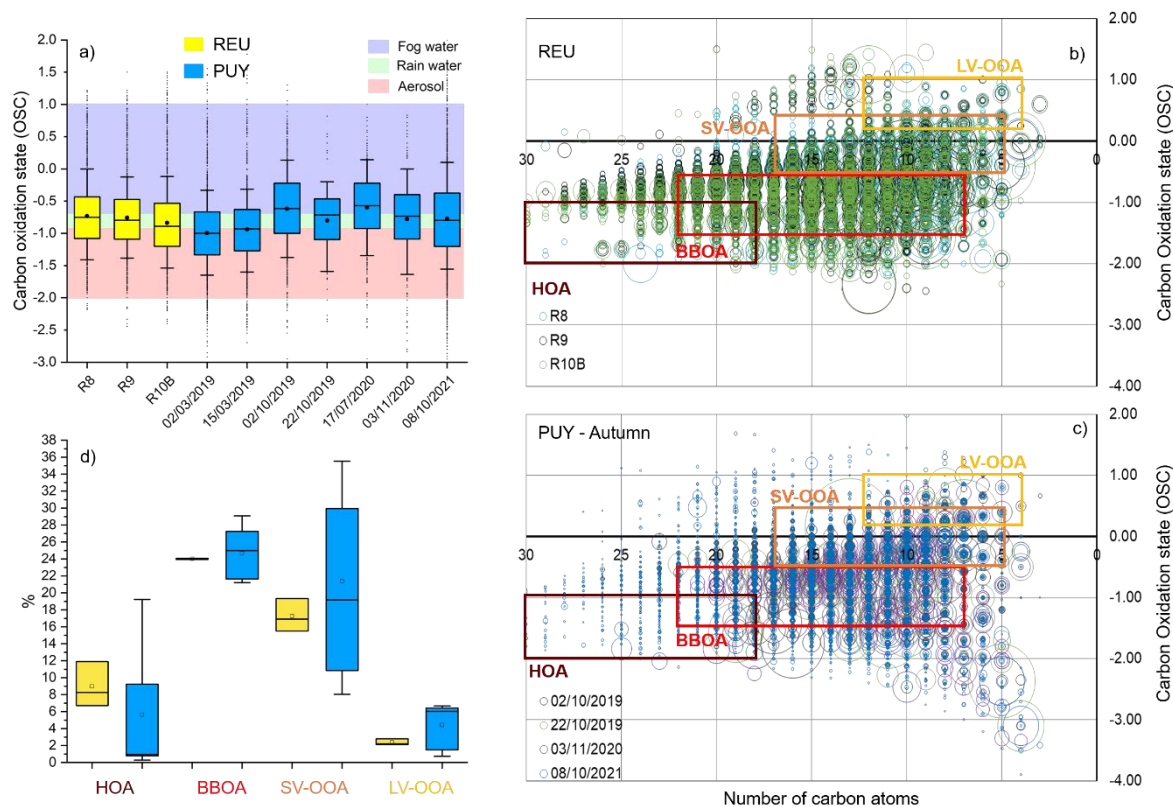 a)
REU
PUY
Fog water
Rain water
Aerosol
Carbon oxidation state (OSC)
2.0
1.5
1.0
0.5
0.0
-0.5
-1.0
-1.5
-2.0
-2.5
-3.0
R8
R9
R10B
02/03/2019
15/03/2019
02/10/2019
22/10/2019
17/07/2020
03/11/2020
08/10/2021
REU
b)
LV-OOA
SV-OOA
BBOA
HOA
R8
R9
R10B
30
25
20
15
10
5
0
2.00
1.00
0.00
-1.00
-2.00
-3.00
-4.00
Carbon Oxidation state (OSC)
d)
%
38
36
34
32
30
28
26
24
22
20
18
16
14
12
10
8
6
4
2
0
HOA
BBOA
SV-OOA
LV-OOA
PUY - Autumn
c)
LV-OOA
SV-OOA
BBOA
HOA
02/10/2019
22/10/2019
03/11/2020
08/10/2021
30
25
20
15
10
5
0
2.00
1.00
0.00
-1.00
-2.00
-3.00
-4.00
Carbon Oxidation state (OSC)
Number of carbon atoms